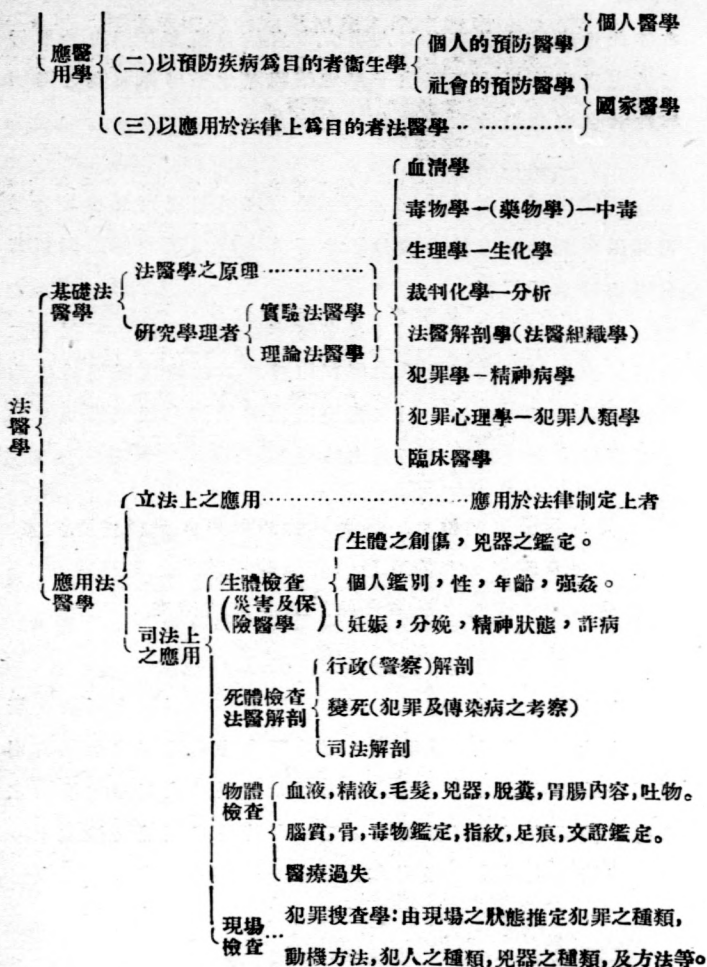 個人醫學
個人的預防醫學
應醫用學
(二)以預防疾病爲目的者衞生學
社會的預防醫學
國家醫學
(三)以應用於法律上爲目的者法醫學……………
血清學
毒物學—(藥物學)—中毒
生理學—生化學
法醫學之原理……………
基礎法醫學
裁判化學—分析
實驗法醫學
研究學理者
法醫解剖學(法醫組織學)
理論法醫學
犯罪學—精神病學
法醫學
犯罪心理學—犯罪人類學
臨床醫學
立法上之應用……………………應用於法律制定上者
生體之創傷，兇器之鑑定。
應用法醫學
生體檢查
個人鑑別，性，年齡，强姦。
(災害及保險醫學)
妊娠，分娩，精神狀態，詐病
司法上之應用
行政(警察)解剖
死體檢查
變死(犯罪及傳染病之考察)
法醫解剖
司法解剖
物體檢查
血液,精液,毛髮,兇器,脫糞,胃腸內容,吐物。
腦質,骨,毒物鑑定,指紋,足痕,文證鑑定。
醫療過失
犯罪搜查學:由現場之狀態推定犯罪之種類,
現場檢查…
動機方法,犯人之種類,兇器之種類,及方法等。